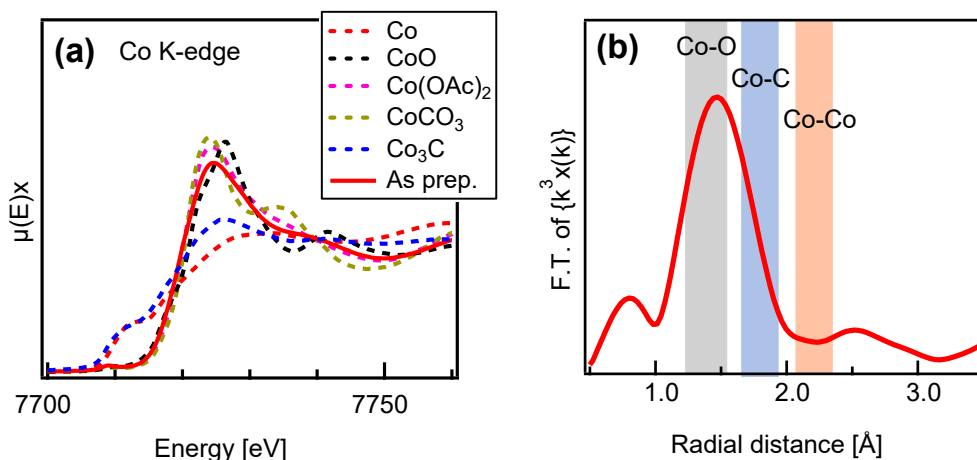 (a) Co K-edge
Co
CoO
Co(OAc)₂
CoCO₃
Co₃C
As prep.
μ(E)x
7700
7750
Energy [eV]
(b)
Co-O
Co-C
Co-Co
F.T. of {k³x(k)}
1.0
2.0
3.0
Radial distance [Å]